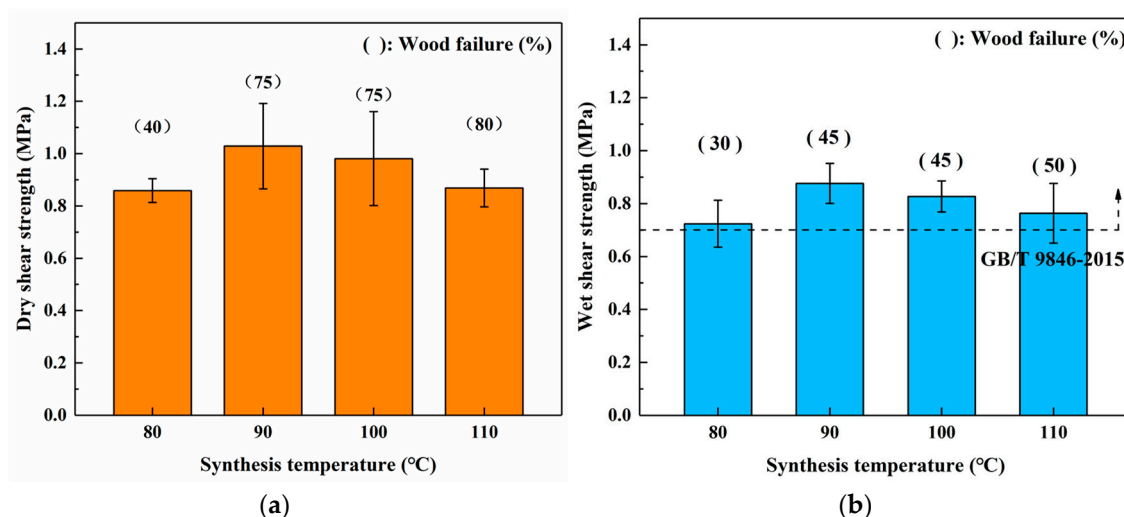 ( ): Wood failure (%)
1.4
1.2
1.0
0.8
0.6
0.4
0.2
0.0
Dry shear strength (MPa)
(40)
(75)
(75)
(80)
80
90
100
110
Synthesis temperature (℃)
(a)
( ): Wood failure (%)
1.4
1.2
1.0
0.8
0.6
0.4
0.2
0.0
Wet shear strength (MPa)
( 30 )
( 45 )
( 45 )
( 50 )
GB/T 9846-2015
80
90
100
110
Synthesis temperature (℃)
(b)